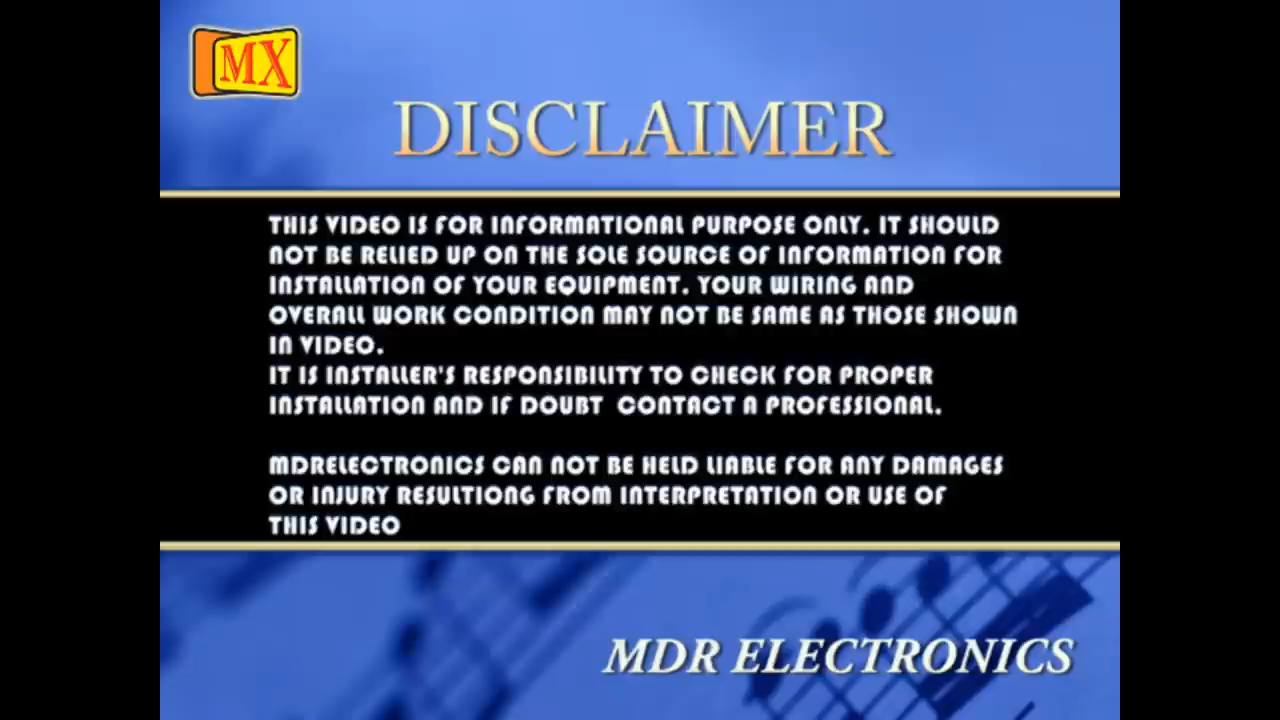 MX
DISCLAIMER
THIS VIDEO IS FOR INFORMATIONAL PURPOSE ONLY. IT SHOULD
NOT BE RELIED UP ON THE SOLE SOURCE OF INFORMATION FOR
INSTALLATION OF YOUR EQUIPMENT. YOUR WIRING AND
OVERALL WORK CONDITION MAY NOT BE SAME AS THOSE SHOWN
IN VIDEO.
IT IS INSTALLER'S RESPONSIBILITY TO CHECK FOR PROPER
INSTALLATION AND IF DOUBT CONTACT A PROFESSIONAL.
MDRELECTRONICS CAN NOT BE HELD LIABLE FOR ANY DAMAGES
OR INJURY RESULTIONG FROM INTERPRETATION OR USE OF
THIS VIDEO
MDR ELECTRONICS